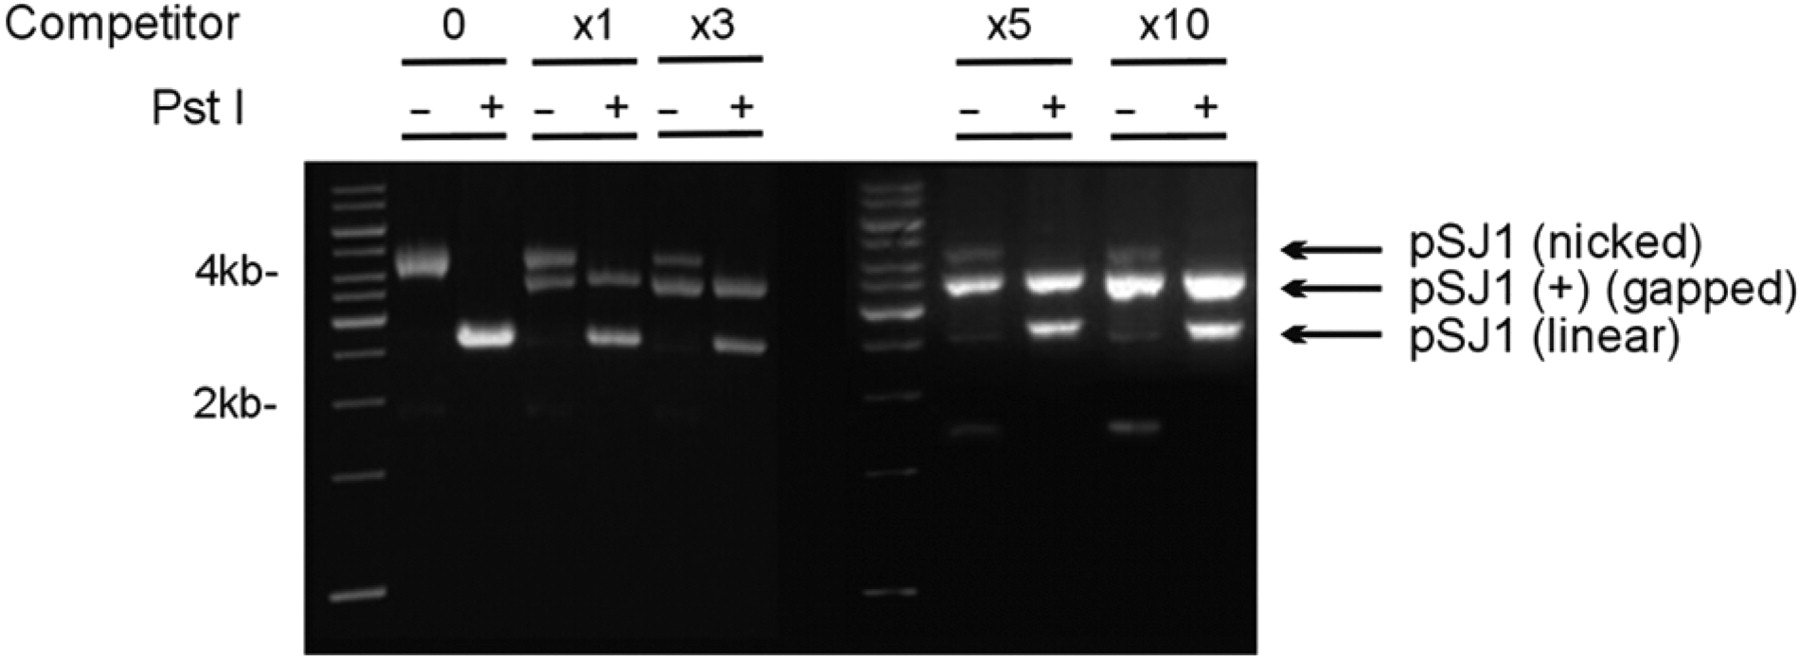 Competitor 0 x1 x3 x5 x10
Pst I – + – + – + – + – +
pSJ1 (nicked)
4kb-
pSJ1 (+) (gapped)
pSJ1 (linear)
2kb-